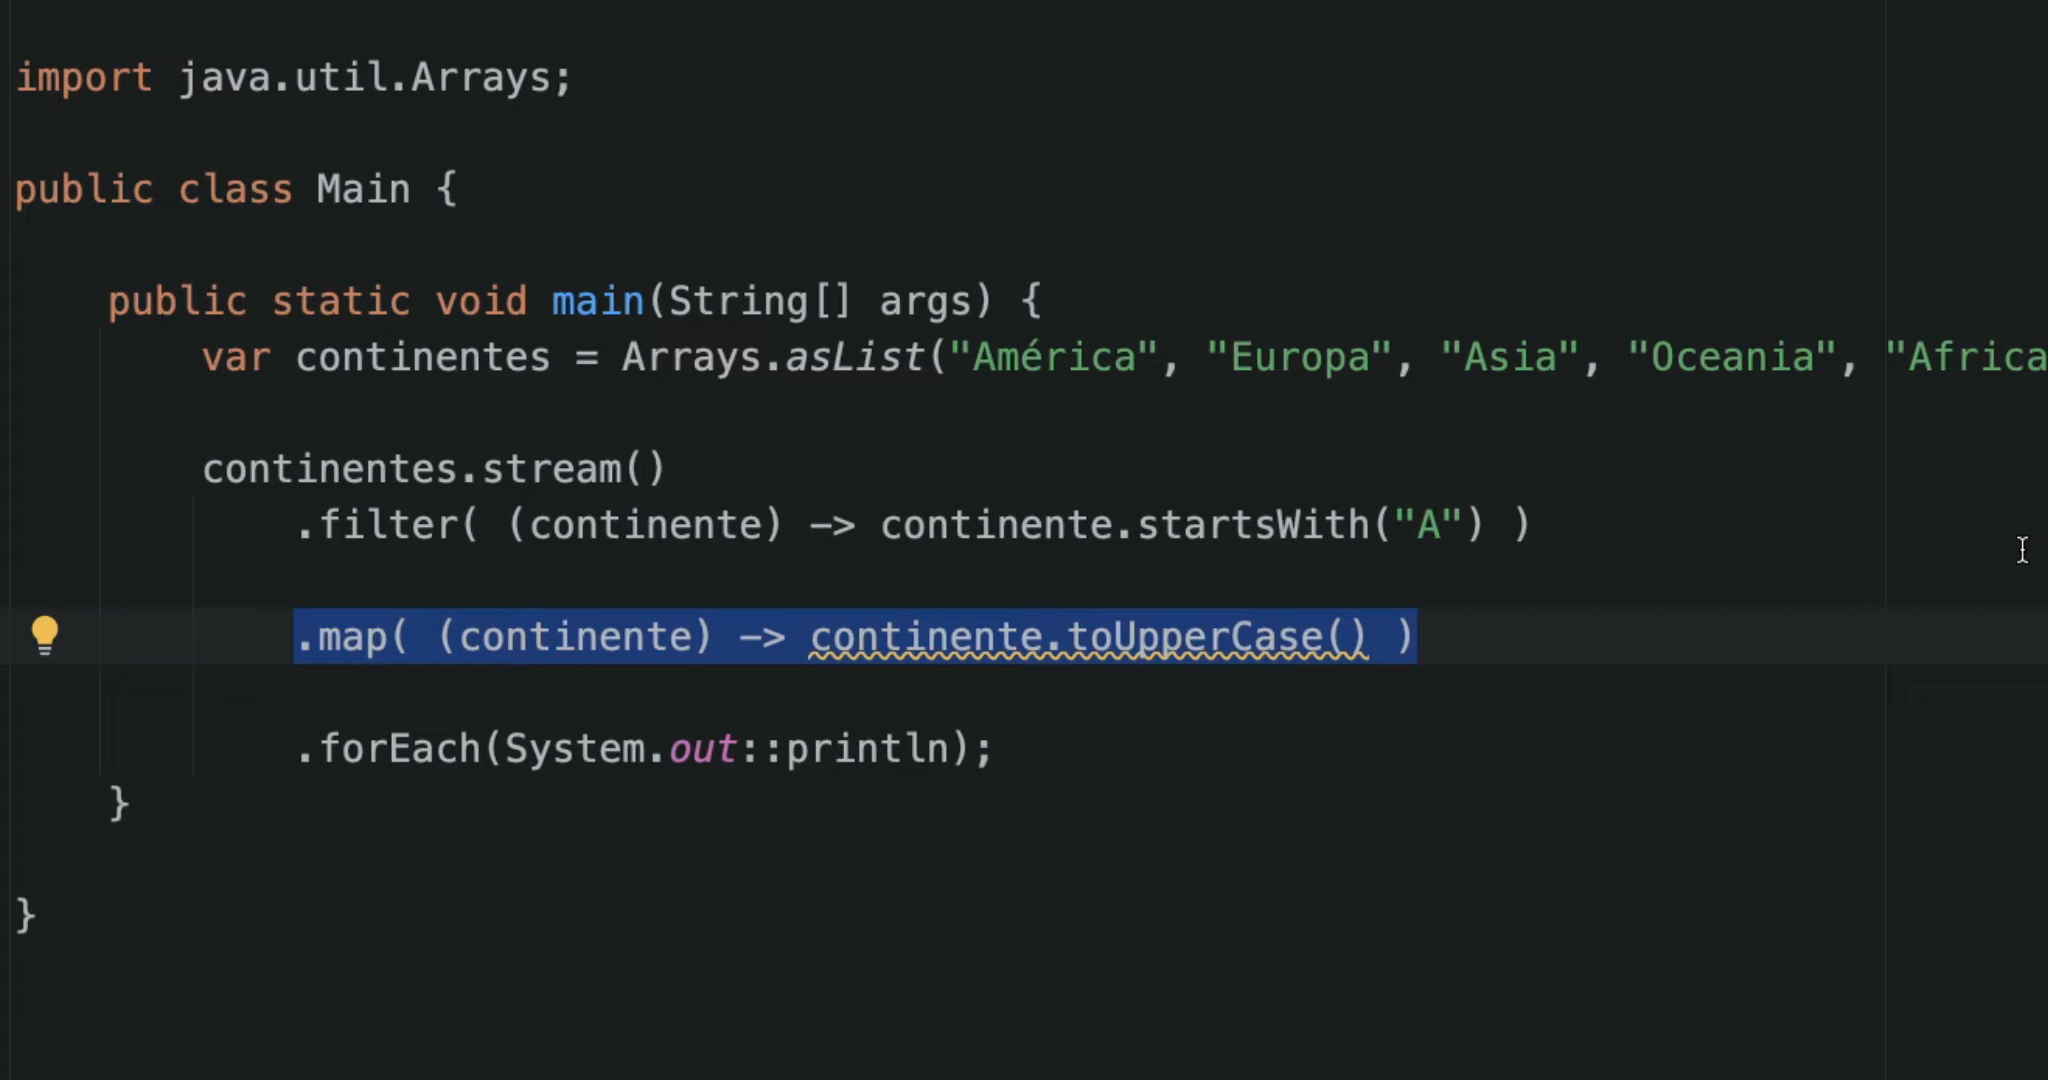 import java.util.Arrays;
public class Main {
public static void main(String[] args) {
var continentes = Arrays.asList("América", "Europa", "Asia", "Oceania", "Africa
continentes.stream()
.filter( (continente) -> continente.startsWith("A") )
.map( (continente) -> continente.toUpperCase() )
.forEach(System.out::println);
}
}